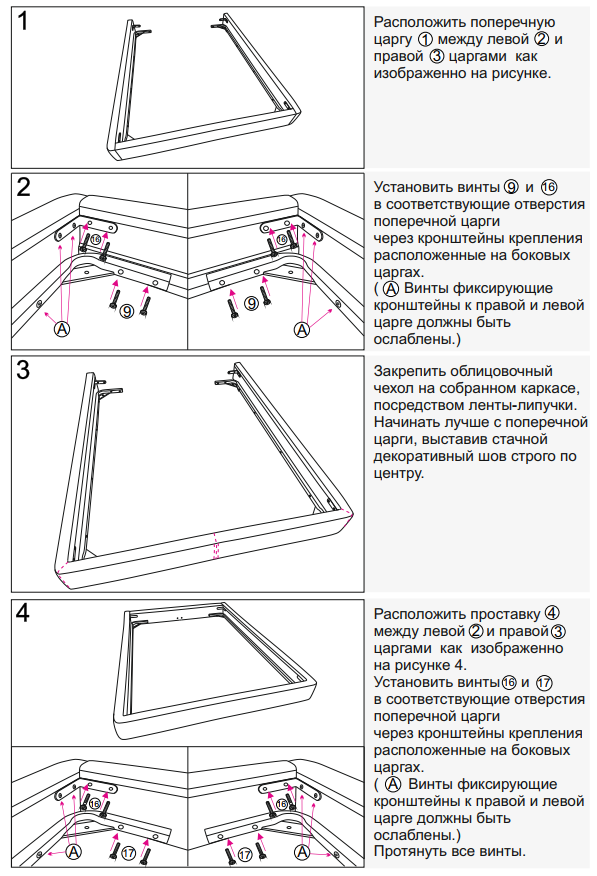 1
Расположить поперечную
царгу ① между левой ② и
правой ③ царгами как
изображенно на рисунке.
2
16
16
9
9
A
A
Установить винты ⑨ и ⑯
в соответствующие отверстия
поперечной царги
через кронштейны крепления
расположенные на боковых
царгах.
( Ⓐ Винты фиксирующие
кронштейны к правой и левой
царге должны быть
ослаблены.)
3
Закрепить облицовочный
чехол на собранном каркасе,
посредством ленты-липучки.
Начинать лучше с поперечной
царги, выставив стачной
декоративный шов строго по
центру.
4
16
16
A
17
17
A
Расположить проставку ④
между левой ② и правой ③
царгами как изображенно
на рисунке 4.
Установить винты ⑯ и ⑰
в соответствующие отверстия
поперечной царги
через кронштейны крепления
расположенные на боковых
царгах.
( Ⓐ Винты фиксирующие
кронштейны к правой и левой
царге должны быть
ослаблены.)
Протянуть все винты.